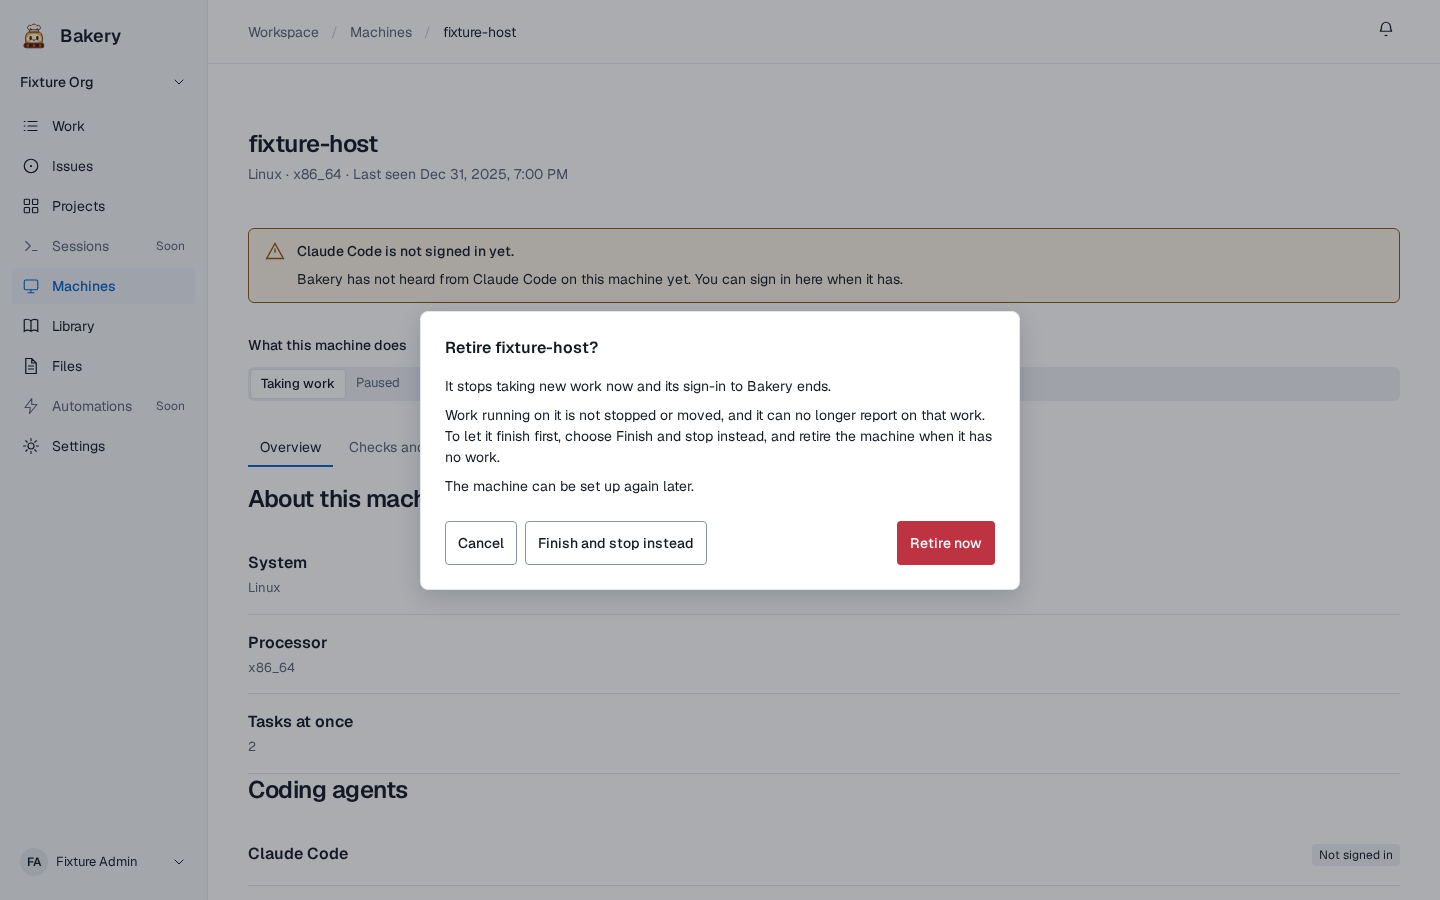 Bakery
Fixture Org
Work
Issues
Projects
Sessions Soon
Machines
Library
Files
Automations Soon
Settings
FA Fixture Admin
Workspace / Machines / fixture-host
fixture-host
Linux · x86_64 · Last seen Dec 31, 2025, 7:00 PM
Claude Code is not signed in yet.
Bakery has not heard from Claude Code on this machine yet. You can sign in here when it has.
What this machine does
Taking work Paused
Overview Checks and
About this mach
System
Linux
Processor
x86_64
Tasks at once
2
Coding agents
Claude Code Not signed in
Retire fixture-host?
It stops taking new work now and its sign-in to Bakery ends.
Work running on it is not stopped or moved, and it can no longer report on that work.
To let it finish first, choose Finish and stop instead, and retire the machine when it has
no work.
The machine can be set up again later.
Cancel Finish and stop instead Retire now